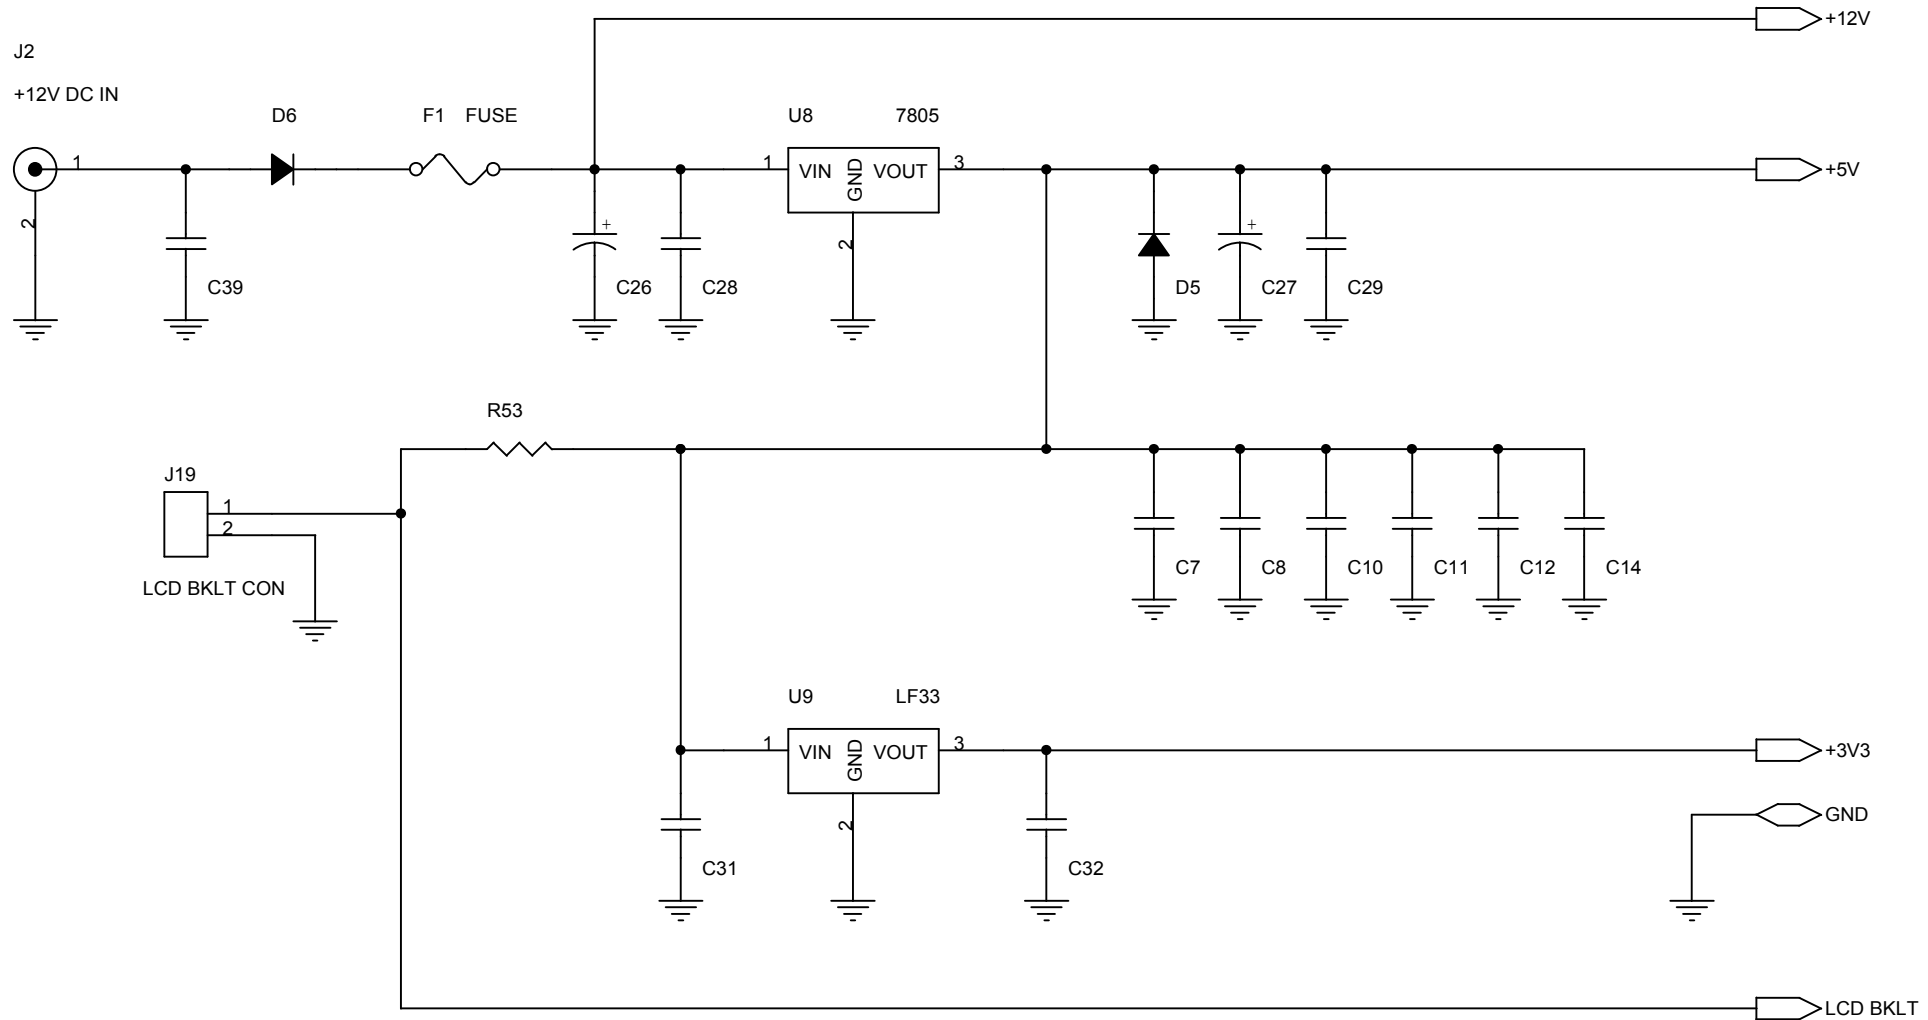 +12V
J2
+12V DC IN
D6
F1 FUSE
U8 7805
1
1
VIN GND VOUT
3
+5V
2
2
+
+
C39
C26
C28
D5
C27
C29
R53
J19
1
2
LCD BKLT CON
C7
C8
C10
C11
C12
C14
U9 LF33
1
VIN GND VOUT
3
+3V3
2
GND
C31
C32
LCD BKLT